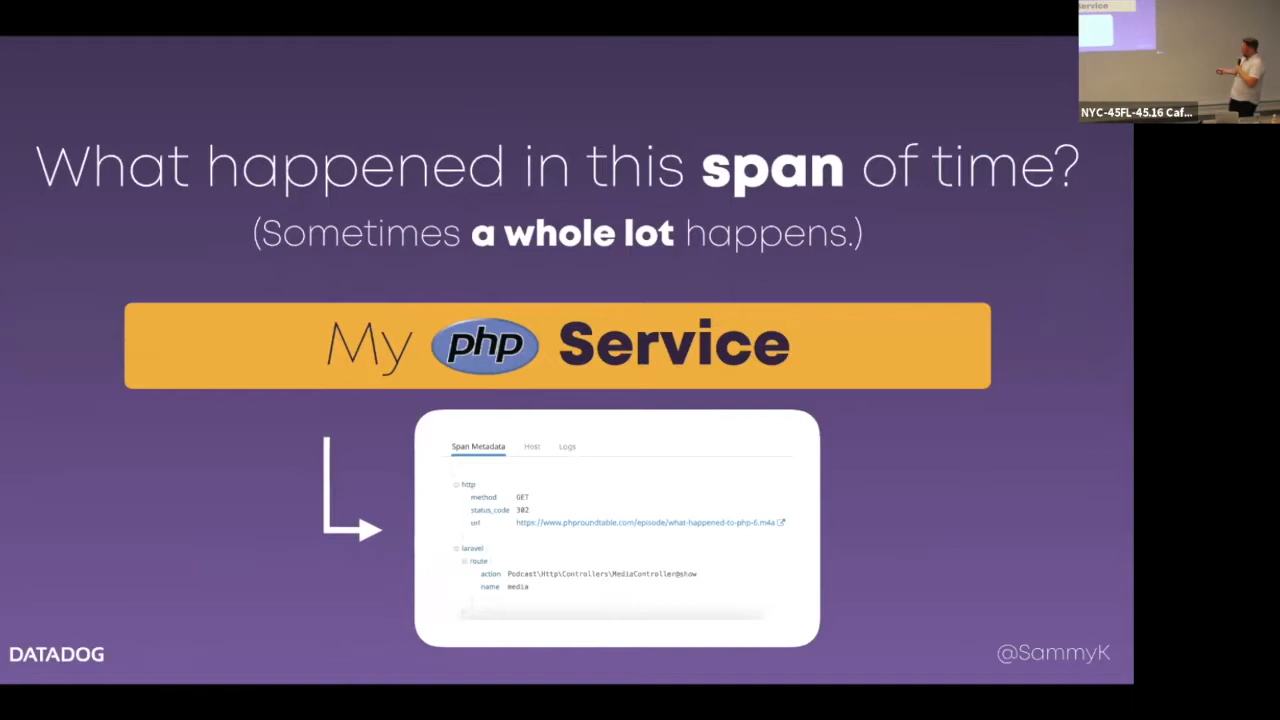 Service
NYC-45FL-45.16 Caf...
What happened in this span of time?
(Sometimes a whole lot happens.)
My php Service
Span Metadata Host Logs
http
method GET
status_code 302
url https://www.phproundtable.com/episode/what-happened-to-php-6.m4a
laravel
route
action Podcast\Http\Controllers\MediaController@show
name media
DATADOG
@SammyK